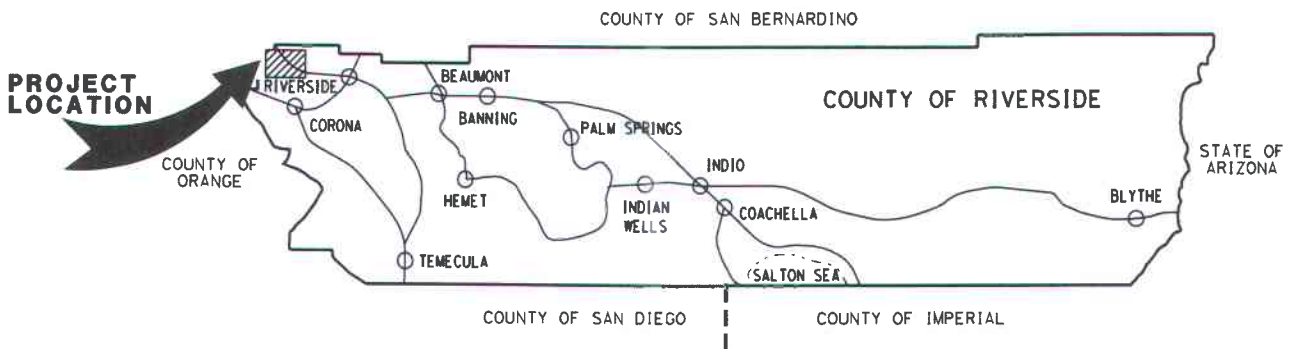 COUNTY OF SAN BERNARDINO
PROJECT
LOCATION
RIVERSIDE
BEAUMONT
COUNTY OF RIVERSIDE
BANNING
CORONA
PALM SPRINGS
COUNTY OF
ORANGE
STATE OF
ARIZONA
INDIO
HEMET
INDIAN
WELLS
COACHELLA
BLYTHE
TEMECULA
SALTON SEA
COUNTY OF SAN DIEGO
COUNTY OF IMPERIAL